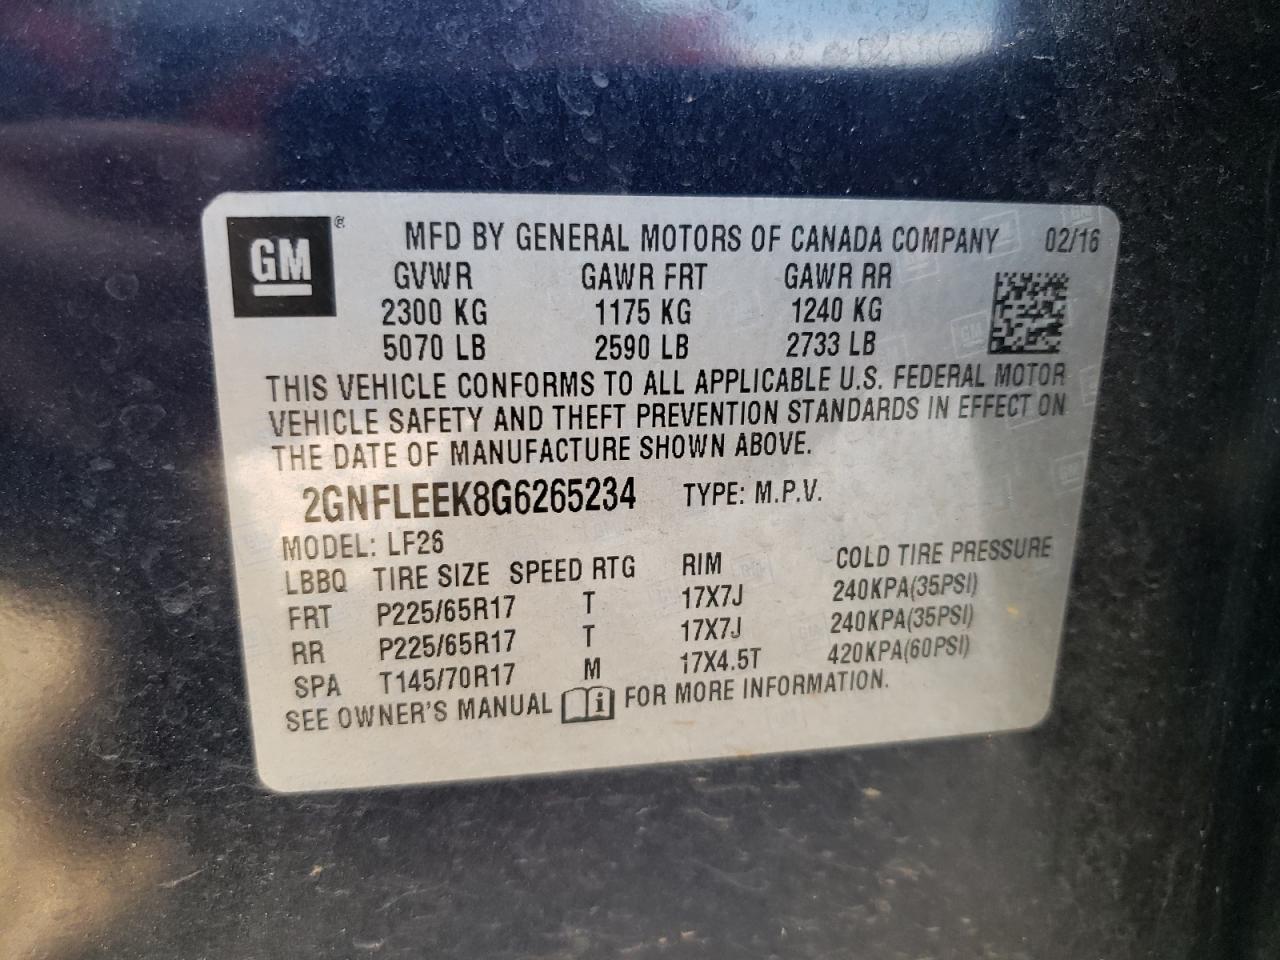 GM ® MFD BY GENERAL MOTORS OF CANADA COMPANY 02/16
GVWR GAWR FRT GAWR RR
2300 KG 1175 KG 1240 KG
5070 LB 2590 LB 2733 LB
THIS VEHICLE CONFORMS TO ALL APPLICABLE U.S. FEDERAL MOTOR
VEHICLE SAFETY AND THEFT PREVENTION STANDARDS IN EFFECT ON
THE DATE OF MANUFACTURE SHOWN ABOVE.
2GNFLEEK8G6265234 TYPE: M.P.V.
MODEL: LF26
LBBQ TIRE SIZE SPEED RTG RIM COLD TIRE PRESSURE
FRT P225/65R17 T 17X7J 240KPA(35PSI)
RR P225/65R17 T 17X7J 240KPA(35PSI)
SPA T145/70R17 M 17X4.5T 420KPA(60PSI)
SEE OWNER'S MANUAL i FOR MORE INFORMATION.